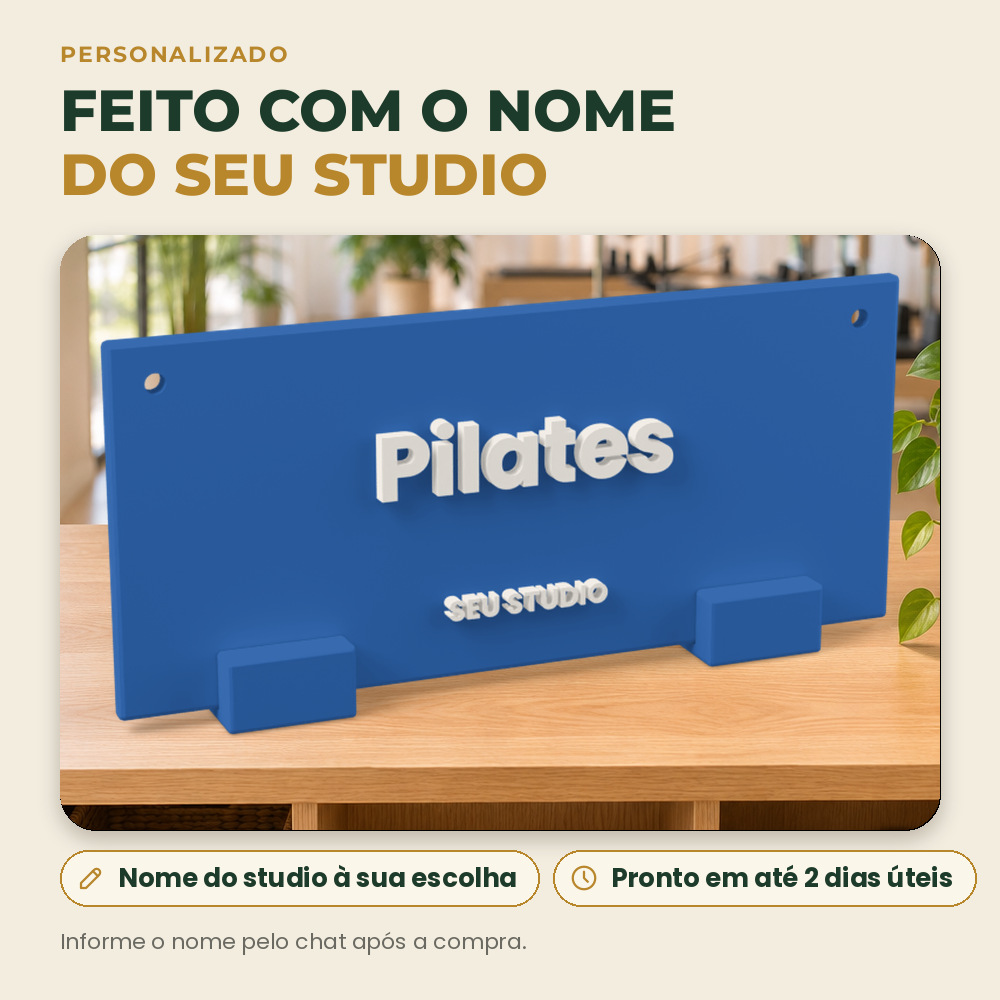 PERSONALIZADO
FEITO COM O NOME
DO SEU STUDIO
Pilates
SEU STUDIO
Nome do studio à sua escolha
Pronto em até 2 dias úteis
Informe o nome pelo chat após a compra.